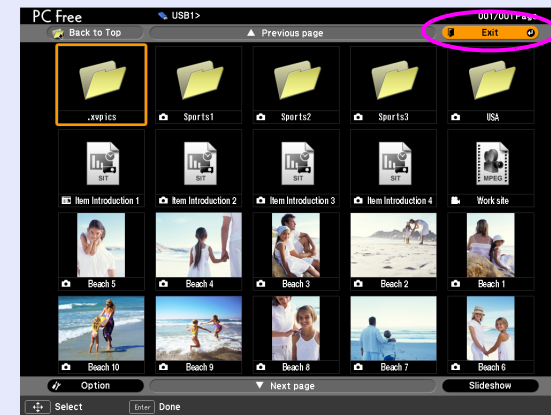 PC Free
USB1>
001/001 Page
Back to Top
Previous page
Exit
.xvpics
Sports1
Sports2
Sports3
USA
SIT
SIT
SIT
SIT
MPEG
Item Introduction 1
Item Introduction 2
Item Introduction 3
Item Introduction 4
Work site
Beach 5
Beach 4
Beach 3
Beach 2
Beach 1
Beach 10
Beach 9
Beach 8
Beach 7
Beach 6
Option
Next page
Slideshow
Select
Enter
Done